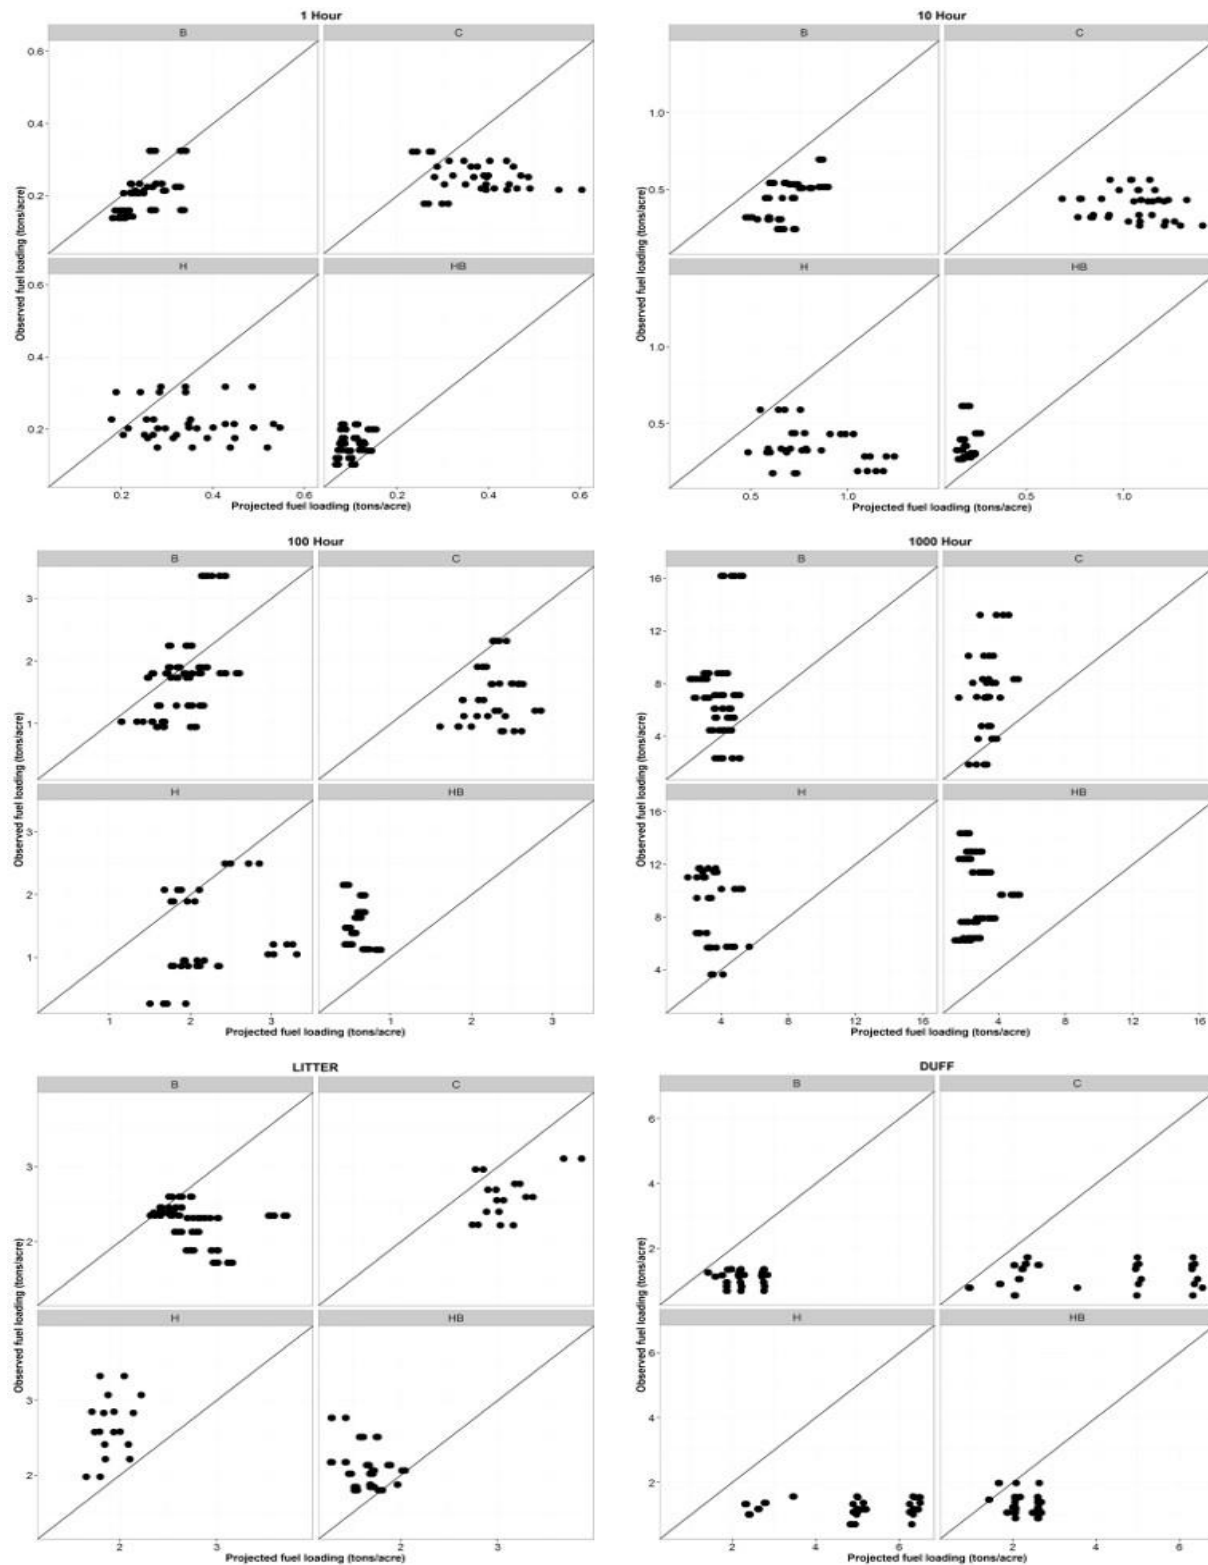 1 Hour
B
C
0.6
0.4
0.2
H
HB
0.6
0.4
0.2
0.2
0.4
0.6
0.2
0.4
0.6
Observed fuel loading (tons/acre)
Projected fuel loading (tons/acre)
10 Hour
B
C
1.0
0.5
H
HB
1.0
0.5
0.5
1.0
0.5
1.0
Observed fuel loading (tons/acre)
Projected fuel loading (tons/acre)
100 Hour
B
C
3
2
1
H
HB
3
2
1
1
2
3
1
2
3
Observed fuel loading (tons/acre)
Projected fuel loading (tons/acre)
1000 Hour
B
C
16
12
8
4
H
HB
16
12
8
4
4
8
12
16
4
8
12
16
Observed fuel loading (tons/acre)
Projected fuel loading (tons/acre)
LITTER
B
C
3
2
H
HB
3
2
2
3
2
3
Observed fuel loading (tons/acre)
Projected fuel loading (tons/acre)
DUFF
B
C
6
4
2
H
HB
6
4
2
2
4
6
2
4
6
Observed fuel loading (tons/acre)
Projected fuel loading (tons/acre)